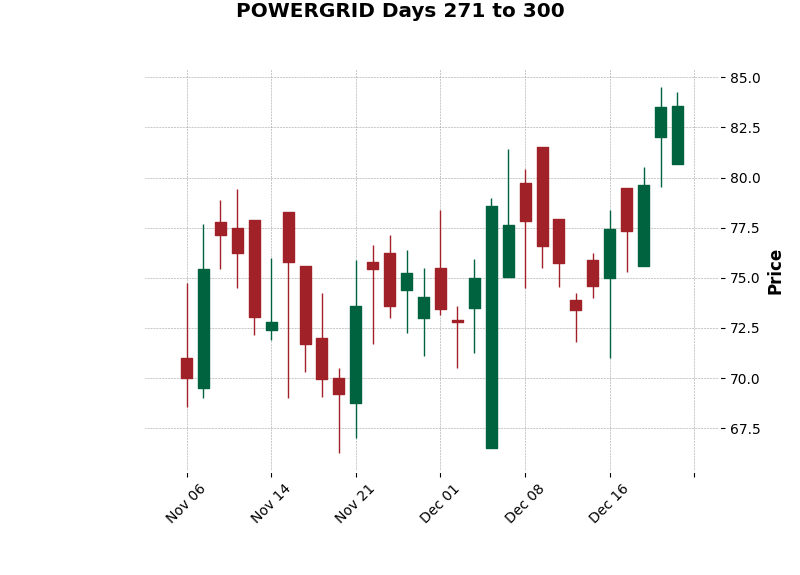 POWERGRID Days 271 to 300
85.0
82.5
80.0
77.5
75.0
72.5
70.0
67.5
Price
Nov 06
Nov 14
Nov 21
Dec 01
Dec 08
Dec 16